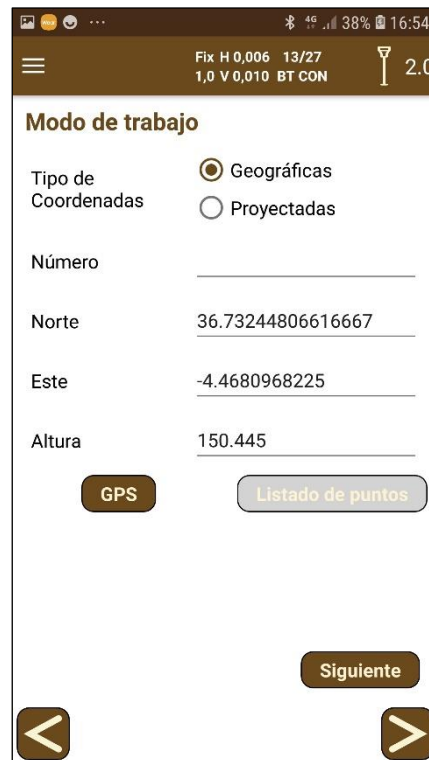 4G 38% 16:54
Fix H 0,006 13/27
1,0 V 0,010 BT CON
2.0
Modo de trabajo
Tipo de
Coordenadas
Geográficas
Proyectadas
Número
Norte 36.73244806616667
Este -4.4680968225
Altura 150.445
GPS Listado de puntos
Siguiente